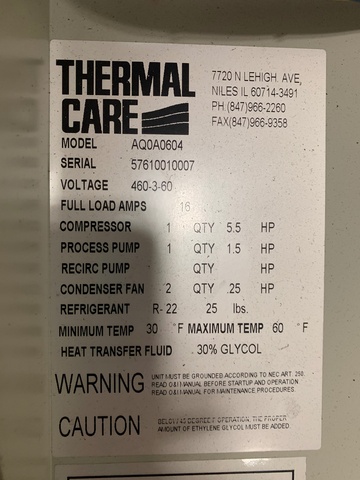 THERMAL CARE
7720 N LEHIGH AVE,
NILES IL 60714-3491
PH (847)966-2260
FAX(847)966-9358
MODEL AQ0A0604
SERIAL 57610010007
VOLTAGE 460-3-60
FULL LOAD AMPS 16
COMPRESSOR 1 QTY 5.5 HP
PROCESS PUMP 1 QTY 1.5 HP
RECIRC PUMP QTY HP
CONDENSER FAN 2 QTY .25 HP
REFRIGERANT R-22 25 lbs.
MINIMUM TEMP 30 °F MAXIMUM TEMP 60 °F
HEAT TRANSFER FLUID 30% GLYCOL
WARNING UNIT MUST BE GROUNDED ACCORDING TO NEC ART. 250.
READ O&I MANUAL BEFORE STARTUP AND OPERATION
READ O&I MANUAL FOR MAINTENANCE PROCEDURES.
CAUTION BELOW 45 DEGREE F OPERATION, THE PROPER
AMOUNT OF ETHYLENE GLYCOL MUST BE ADDED.